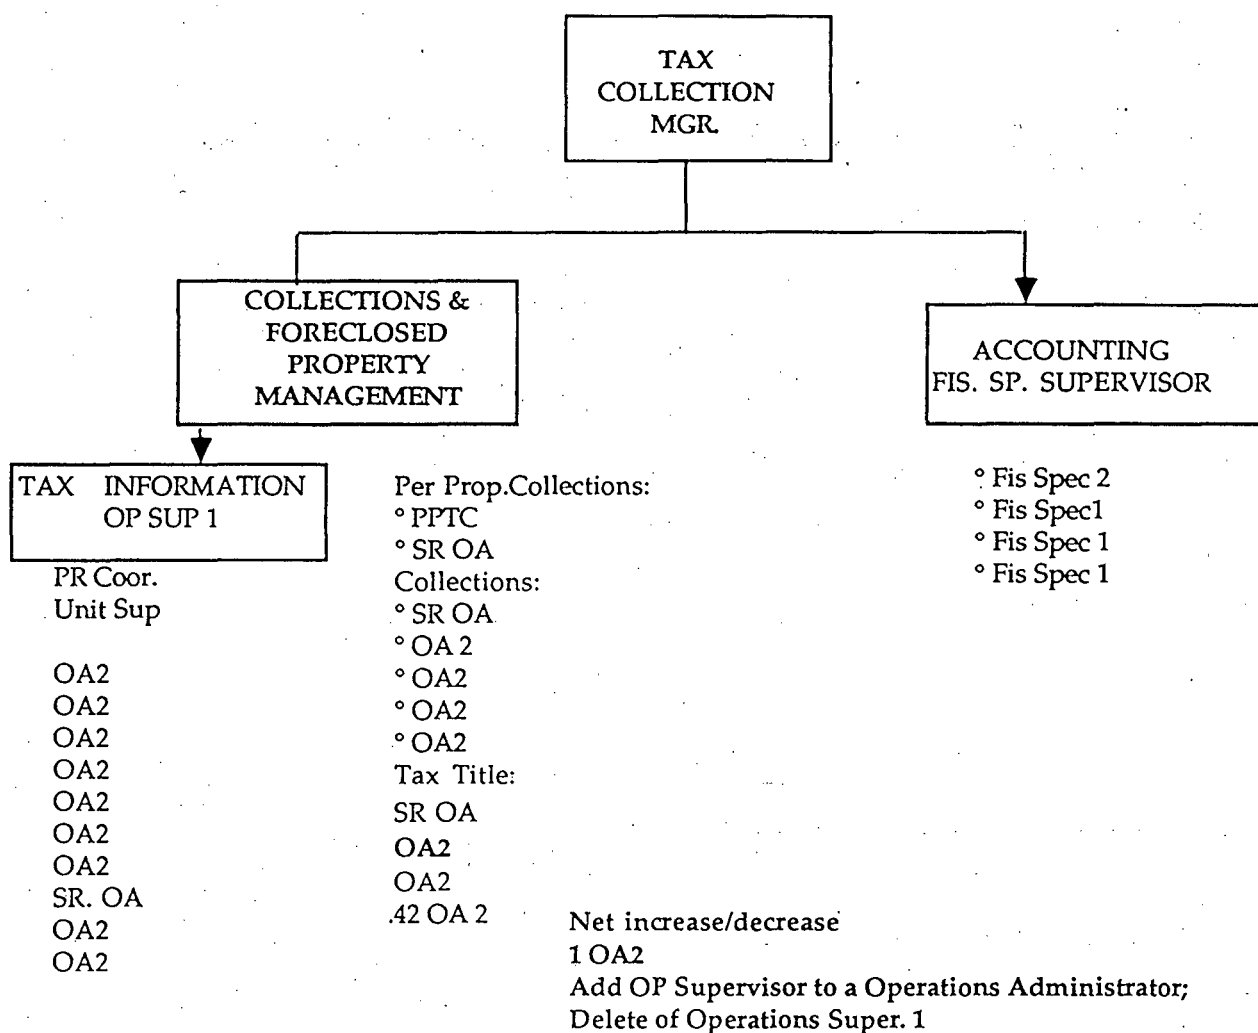 TAX
COLLECTION
MGR.
COLLECTIONS &
FORECLOSED
PROPERTY
MANAGEMENT
ACCOUNTING
FIS. SP. SUPERVISOR
TAX INFORMATION
OP SUP 1
PR Coor.
Unit Sup
OA2
OA2
OA2
OA2
OA2
OA2
OA2
SR. OA
OA2
OA2
Per Prop.Collections:
° PPTC
° SR OA
Collections:
° SR OA
° OA 2
° OA2
° OA2
° OA2
Tax Title:
SR OA
OA2
OA2
.42 OA 2
° Fis Spec 2
° Fis Spec1
° Fis Spec 1
° Fis Spec 1
Net increase/decrease
1 OA2
Add OP Supervisor to a Operations Administrator;
Delete of Operations Super. 1